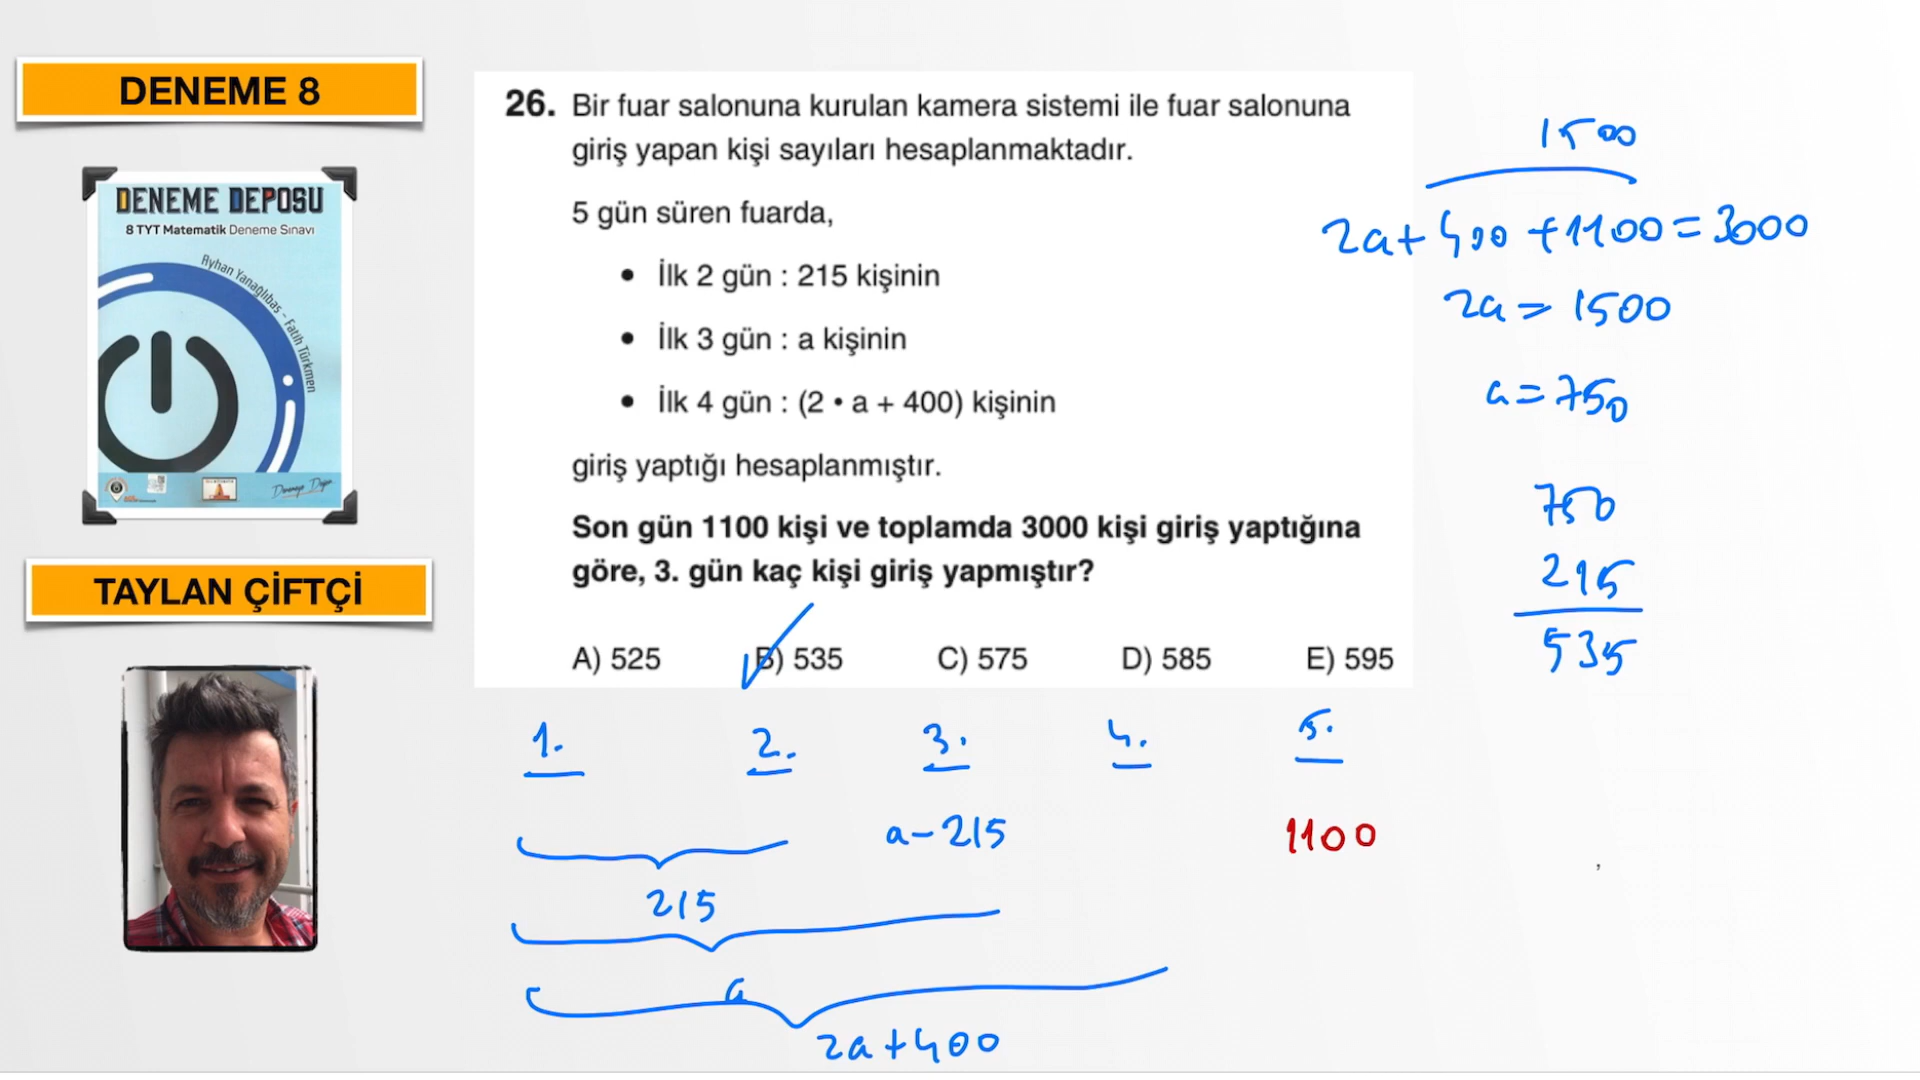 DENEME 8
DENEME DEPOSU
8 TYT Matematik Deneme Sınavı
Ayhan Yanağlıbaş - Fatih Türkmen
TAYLAN ÇİFTÇİ
26. Bir fuar salonuna kurulan kamera sistemi ile fuar salonuna
giriş yapan kişi sayıları hesaplanmaktadır.
5 gün süren fuarda,
• İlk 2 gün : 215 kişinin
• İlk 3 gün : a kişinin
• İlk 4 gün : (2 • a + 400) kişinin
giriş yaptığı hesaplanmıştır.
Son gün 1100 kişi ve toplamda 3000 kişi giriş yaptığına
göre, 3. gün kaç kişi giriş yapmıştır?
A) 525 B) 535 C) 575 D) 585 E) 595
1. 2. 3. 4. 5.
a-215 1100
215
a
2a+400
1500
2a+400+1100=3000
2a=1500
a=750
750
215
535